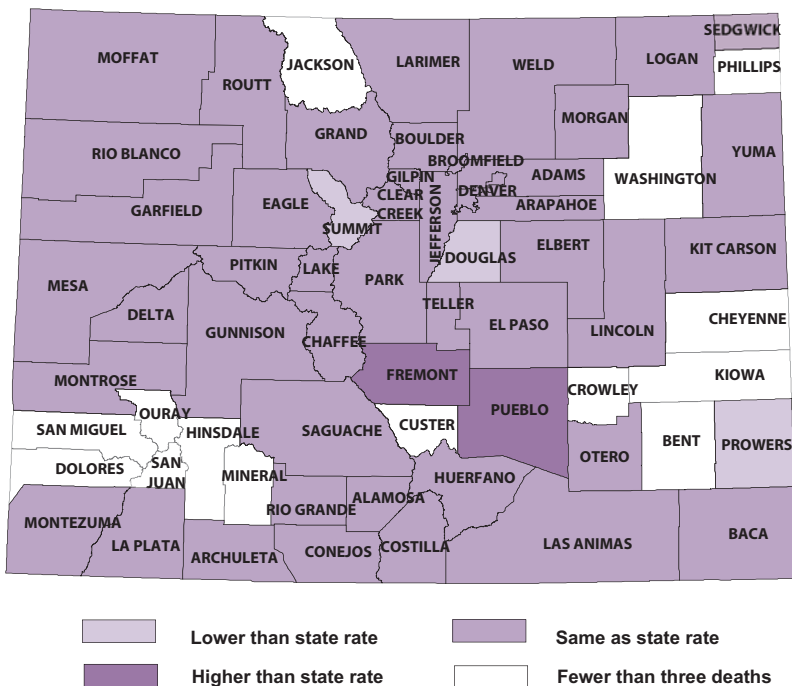 SEDGWICK
MOFFAT
JACKSON
LARIMER
WELD
LOGAN
PHILLIPS
ROUTT
MORGAN
GRAND
BOULDER
RIO BLANCO
BROOMFIELD
YUMA
GILPIN
ADAMS
WASHINGTON
CLEAR
CREEK
DENVER
GARFIELD
EAGLE
ARAPAHOE
JEFFERSON
SUMMIT
ELBERT
KIT CARSON
DOUGLAS
PITKIN
LAKE
PARK
MESA
TELLER
DELTA
CHEYENNE
EL PASO
LINCOLN
GUNNISON
CHAFFEE
FREMONT
KIOWA
MONTROSE
CROWLEY
OURAY
PUEBLO
SAN MIGUEL
HINSDALE
SAGUACHE
CUSTER
BENT
PROWERS
OTERO
DOLORES
SAN
JUAN
MINERAL
HUERFANO
ALAMOSA
RIO GRANDE
MONTEZUMA
LA PLATA
ARCHULETA
CONEJOS
COSTILLA
LAS ANIMAS
BACA
Lower than state rate
Same as state rate
Higher than state rate
Fewer than three deaths